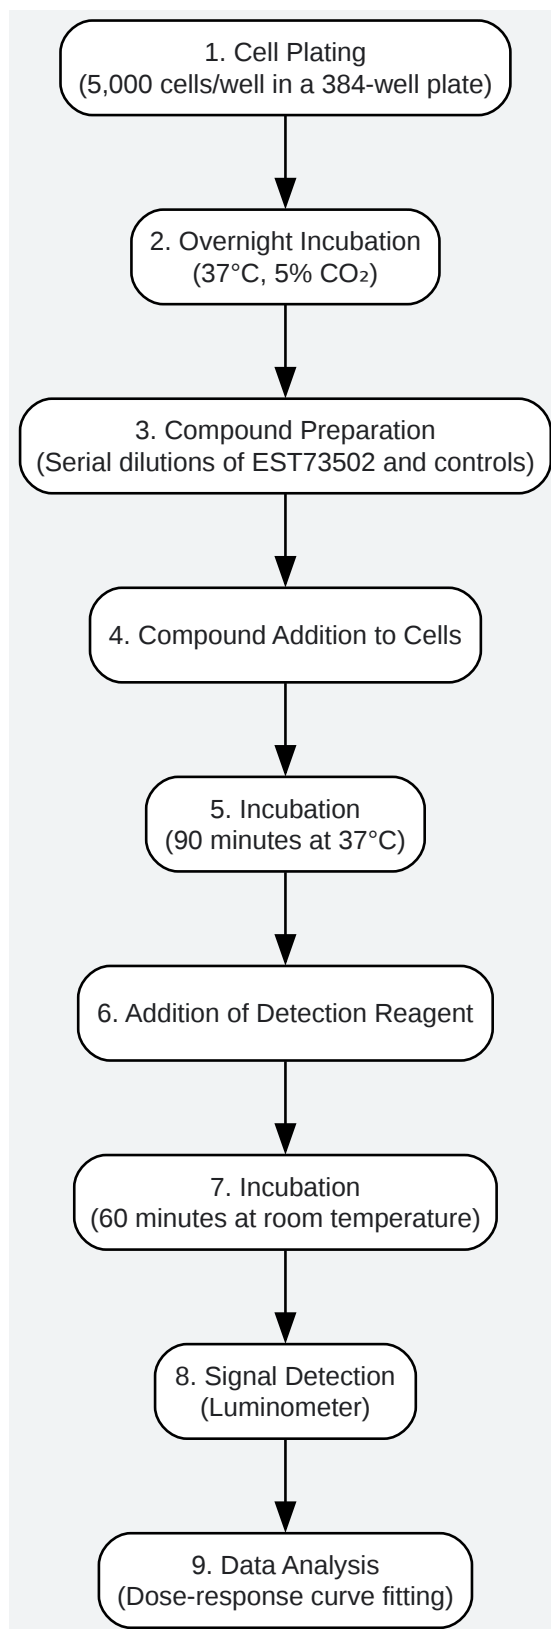 1. Cell Plating
(5,000 cells/well in a 384-well plate)
2. Overnight Incubation
(37°C, 5% CO₂)
3. Compound Preparation
(Serial dilutions of EST73502 and controls)
4. Compound Addition to Cells
5. Incubation
(90 minutes at 37°C)
6. Addition of Detection Reagent
7. Incubation
(60 minutes at room temperature)
8. Signal Detection
(Luminometer)
9. Data Analysis
(Dose-response curve fitting)